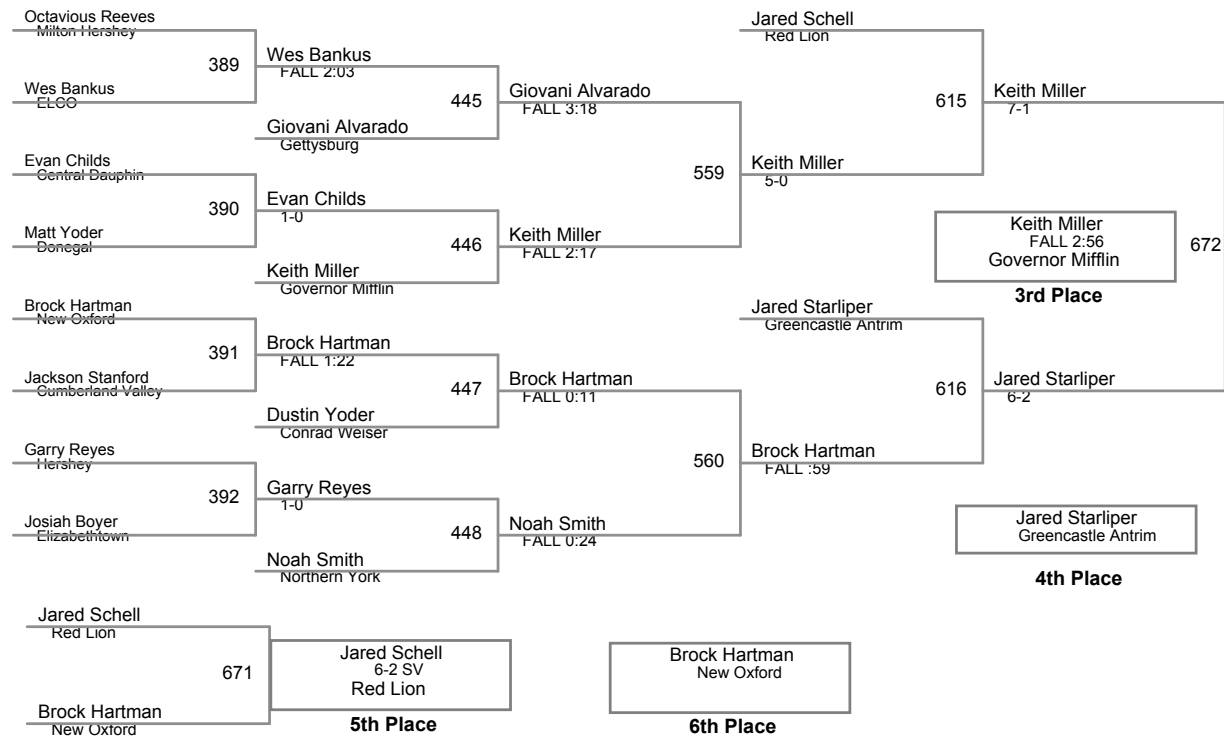 Octavious Reeves
Milton Hershey
389
Wes Bankus
ELCO
Evan Childs
Central Dauphin
390
Matt Yoder
Donegal
Brock Hartman
New Oxford
391
Jackson Stanford
Cumberland Valley
Garry Reyes
Hershey
392
Josiah Boyer
Elizabethtown
Wes Bankus
FALL 2:03
445
Giovani Alvarado
Gettysburg
Evan Childs
1-0
446
Keith Miller
Governor Mifflin
Brock Hartman
FALL 1:22
447
Dustin Yoder
Conrad Weiser
Garry Reyes
1-0
448
Noah Smith
Northern York
Giovani Alvarado
FALL 3:18
559
Keith Miller
FALL 2:17
Brock Hartman
FALL 0:11
560
Noah Smith
FALL 0:24
Jared Schell
Red Lion
615
Keith Miller
5-0
Jared Starliper
Greencastle Antrim
616
Brock Hartman
FALL :59
Keith Miller
7-1
Keith Miller
FALL 2:56
Governor Mifflin
672
3rd Place
Jared Starliper
6-2
Jared Starliper
Greencastle Antrim
4th Place
Jared Schell
Red Lion
671
Brock Hartman
New Oxford
Jared Schell
6-2 SV
Red Lion
5th Place
Brock Hartman
New Oxford
6th Place